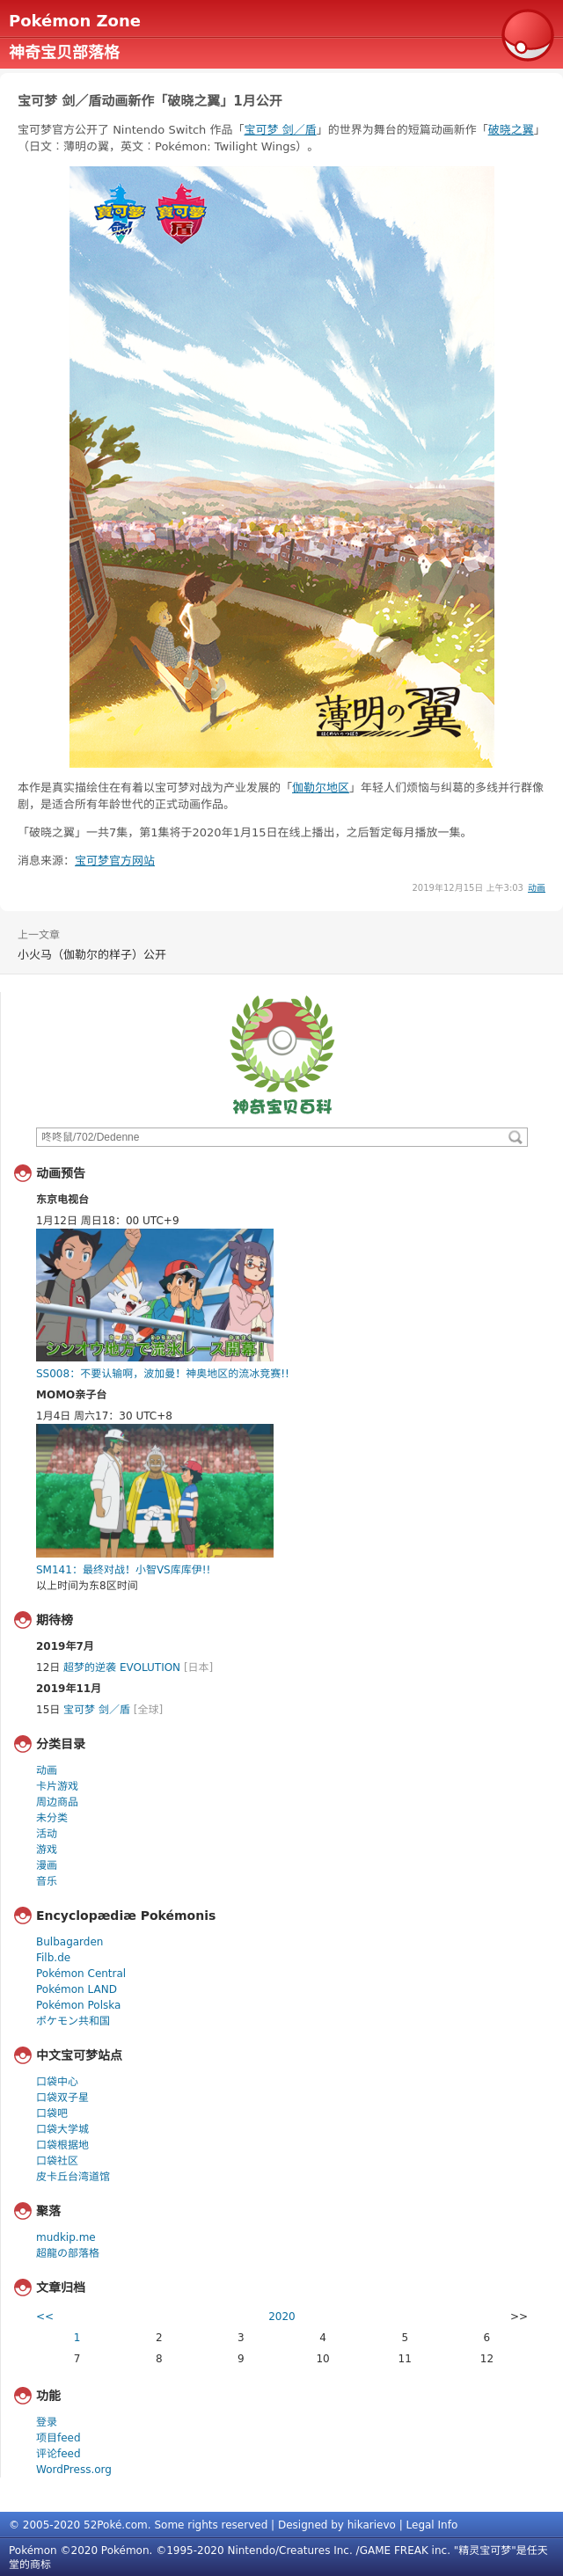 Pokémon Zone
神奇宝贝部落格
宝可梦 剑／盾动画新作「破晓之翼」1月公开
宝可梦官方公开了 Nintendo Switch 作品「宝可梦 剑／盾」的世界为舞台的短篇动画新作「破晓之翼」
（日文：薄明の翼，英文：Pokémon: Twilight Wings）。
寶可夢 劍
寶可夢 盾
薄明の翼
はくめいのつばさ
本作是真实描绘住在有着以宝可梦对战为产业发展的「伽勒尔地区」年轻人们烦恼与纠葛的多线并行群像
剧，是适合所有年龄世代的正式动画作品。
「破晓之翼」一共7集，第1集将于2020年1月15日在线上播出，之后暂定每月播放一集。
消息来源：宝可梦官方网站
2019年12月15日 上午3:03 动画
上一文章
小火马（伽勒尔的样子）公开
神奇宝贝百科
咚咚鼠/702/Dedenne
动画预告
东京电视台
1月12日 周日18：00 UTC+9
シンオウ地方で流氷レース開幕！
SS008：不要认输啊，波加曼！神奥地区的流冰竞赛!!
MOMO亲子台
1月4日 周六17：30 UTC+8
SM141：最终对战！小智VS库库伊!!
以上时间为东8区时间
期待榜
2019年7月
12日 超梦的逆袭 EVOLUTION [日本]
2019年11月
15日 宝可梦 剑／盾 [全球]
分类目录
动画
卡片游戏
周边商品
未分类
活动
游戏
漫画
音乐
Encyclopædiæ Pokémonis
Bulbagarden
Filb.de
Pokémon Central
Pokémon LAND
Pokémon Polska
ポケモン共和国
中文宝可梦站点
口袋中心
口袋双子星
口袋吧
口袋大学城
口袋根据地
口袋社区
皮卡丘台湾道馆
聚落
mudkip.me
超龍の部落格
文章归档
<< 2020 >>
1 2 3 4 5 6
7 8 9 10 11 12
功能
登录
项目feed
评论feed
WordPress.org
© 2005-2020 52Poké.com. Some rights reserved | Designed by hikarievo | Legal Info
Pokémon ©2020 Pokémon. ©1995-2020 Nintendo/Creatures Inc. /GAME FREAK inc. "精灵宝可梦"是任天
堂的商标